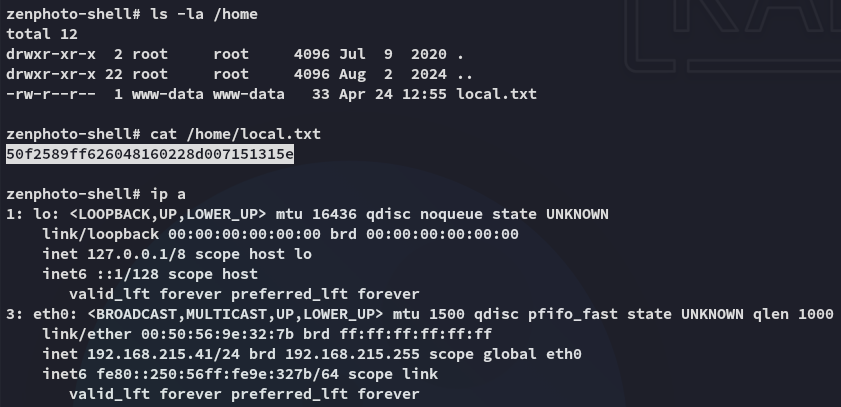 zenphoto-shell# ls -la /home
total 12
drwxr-xr-x  2 root     root     4096 Jul  9  2020 .
drwxr-xr-x 22 root     root     4096 Aug  2  2024 ..
-rw-r--r--  1 www-data www-data   33 Apr 24 12:55 local.txt
zenphoto-shell# cat /home/local.txt
50f2589ff626048160228d007151315e
zenphoto-shell# ip a
1: lo: <LOOPBACK,UP,LOWER_UP> mtu 16436 qdisc noqueue state UNKNOWN
    link/loopback 00:00:00:00:00:00 brd 00:00:00:00:00:00
    inet 127.0.0.1/8 scope host lo
    inet6 ::1/128 scope host
       valid_lft forever preferred_lft forever
3: eth0: <BROADCAST,MULTICAST,UP,LOWER_UP> mtu 1500 qdisc pfifo_fast state UNKNOWN qlen 1000
    link/ether 00:50:56:9e:32:7b brd ff:ff:ff:ff:ff:ff
    inet 192.168.215.41/24 brd 192.168.215.255 scope global eth0
    inet6 fe80::250:56ff:fe9e:327b/64 scope link
       valid_lft forever preferred_lft forever